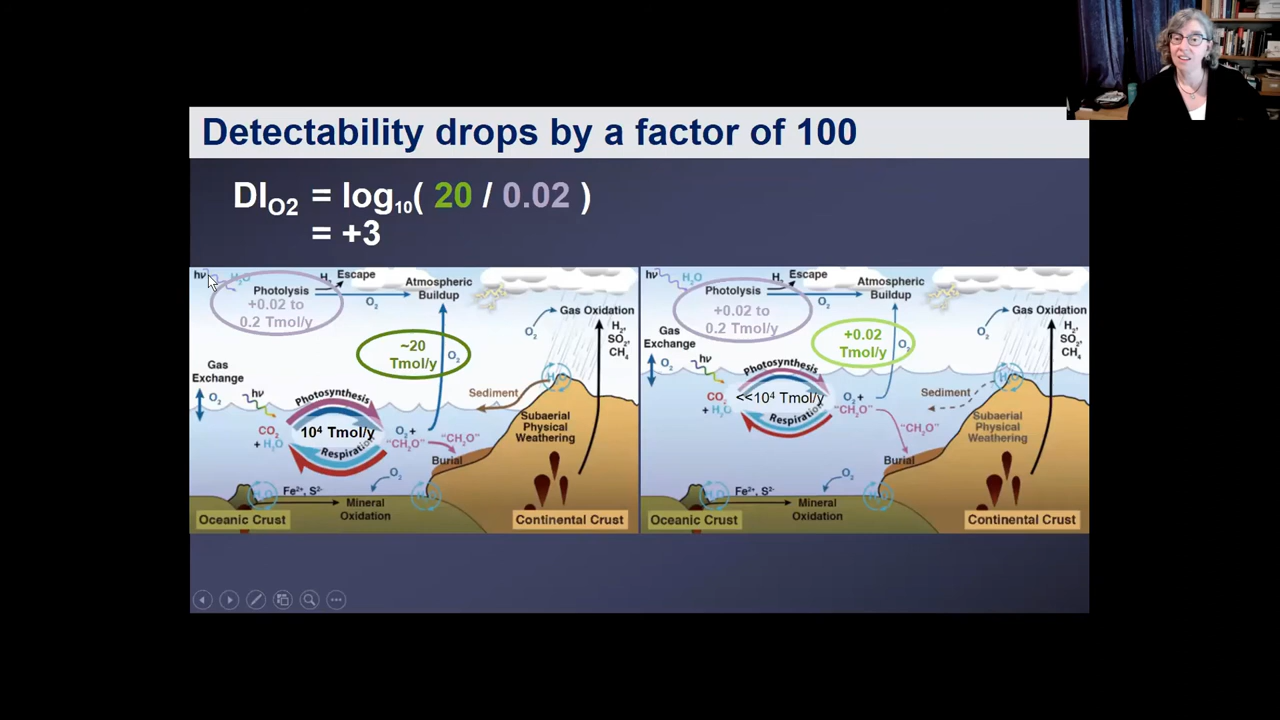 Detectability drops by a factor of 100
DI_O2 = log₁₀( 20 / 0.02 )
= +3
hν
H₂O
Photolysis
+0.02 to
0.2 Tmol/y
Escape
O₂
Atmospheric
Buildup
Gas Oxidation
O₂
H₂,
SO₂,
CH₄
~20
Tmol/y
O₂
Gas
Exchange
O₂
hν
Photosynthesis
CO₂
+ H₂O
10⁴ Tmol/y
Respiration
O₂+
"CH₂O"
"CH₂O"
Sediment
Subaerial
Physical
Weathering
Burial
O₂
Fe²⁺, S²⁻
Mineral
Oxidation
Oceanic Crust
Continental Crust
hν
H₂O
Photolysis
+0.02 to
0.2 Tmol/y
Escape
O₂
Atmospheric
Buildup
Gas Oxidation
O₂
H₂,
SO₂,
CH₄
+0.02
Tmol/y
O₂
Gas
Exchange
O₂
hν
Photosynthesis
CO₂
+ H₂O
<<10⁴ Tmol/y
Respiration
O₂+
"CH₂O"
"CH₂O"
Sediment
Subaerial
Physical
Weathering
Burial
O₂
Fe²⁺, S²⁻
Mineral
Oxidation
Oceanic Crust
Continental Crust